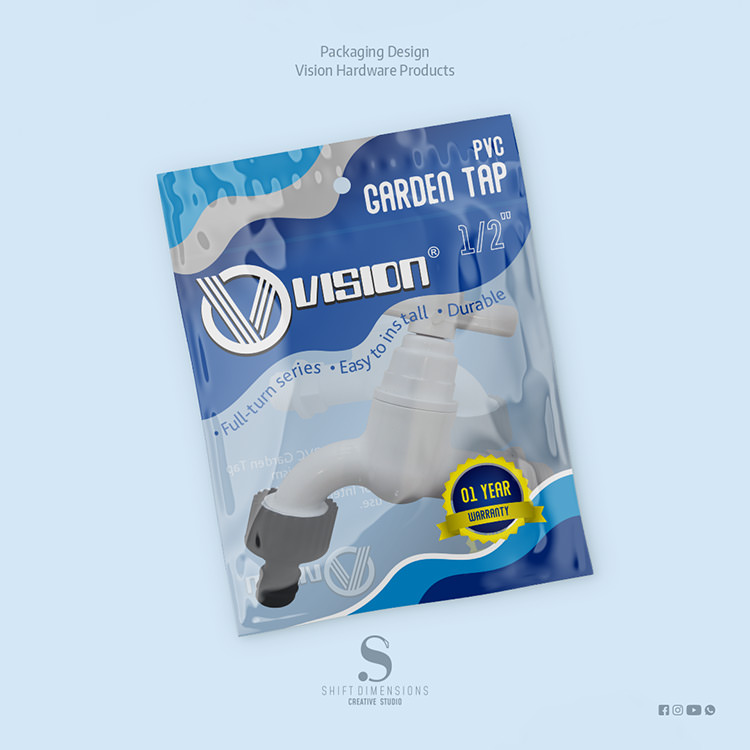 Packaging Design
Vision Hardware Products
PVC
GARDEN TAP
1/2"
VISION®
• Full-turn series • Easy to install • Durable
01 YEAR
WARRANTY
SHIFT DIMENSIONS
CREATIVE STUDIO